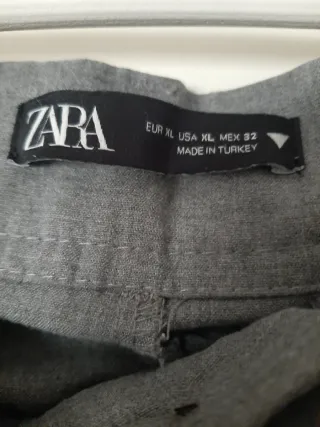 ZARA
EUR XL USA XL MEX 32
MADE IN TURKEY